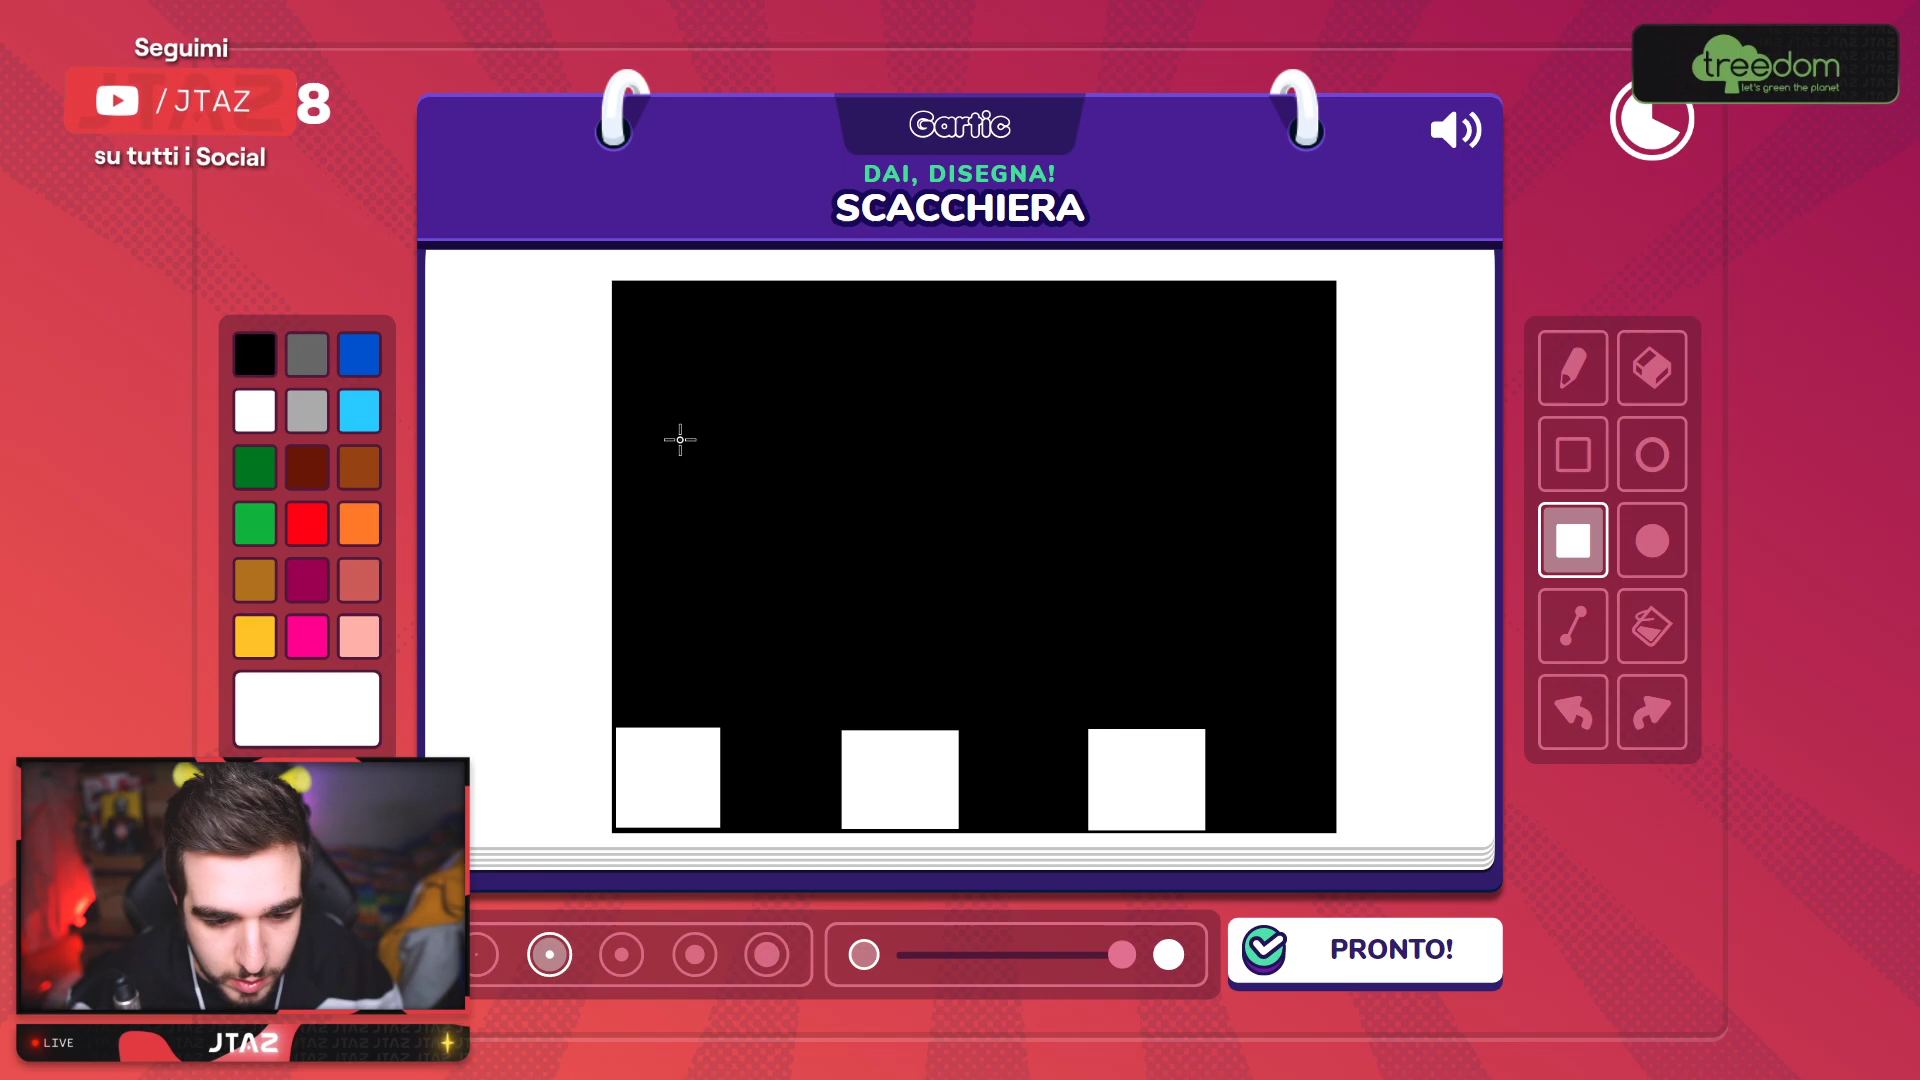 Seguimi
/JTAZ
8
su tutti i Social
treedom
let's green the planet
Gartic
DAI, DISEGNA!
SCACCHIERA
PRONTO!
LIVE
JTAZ